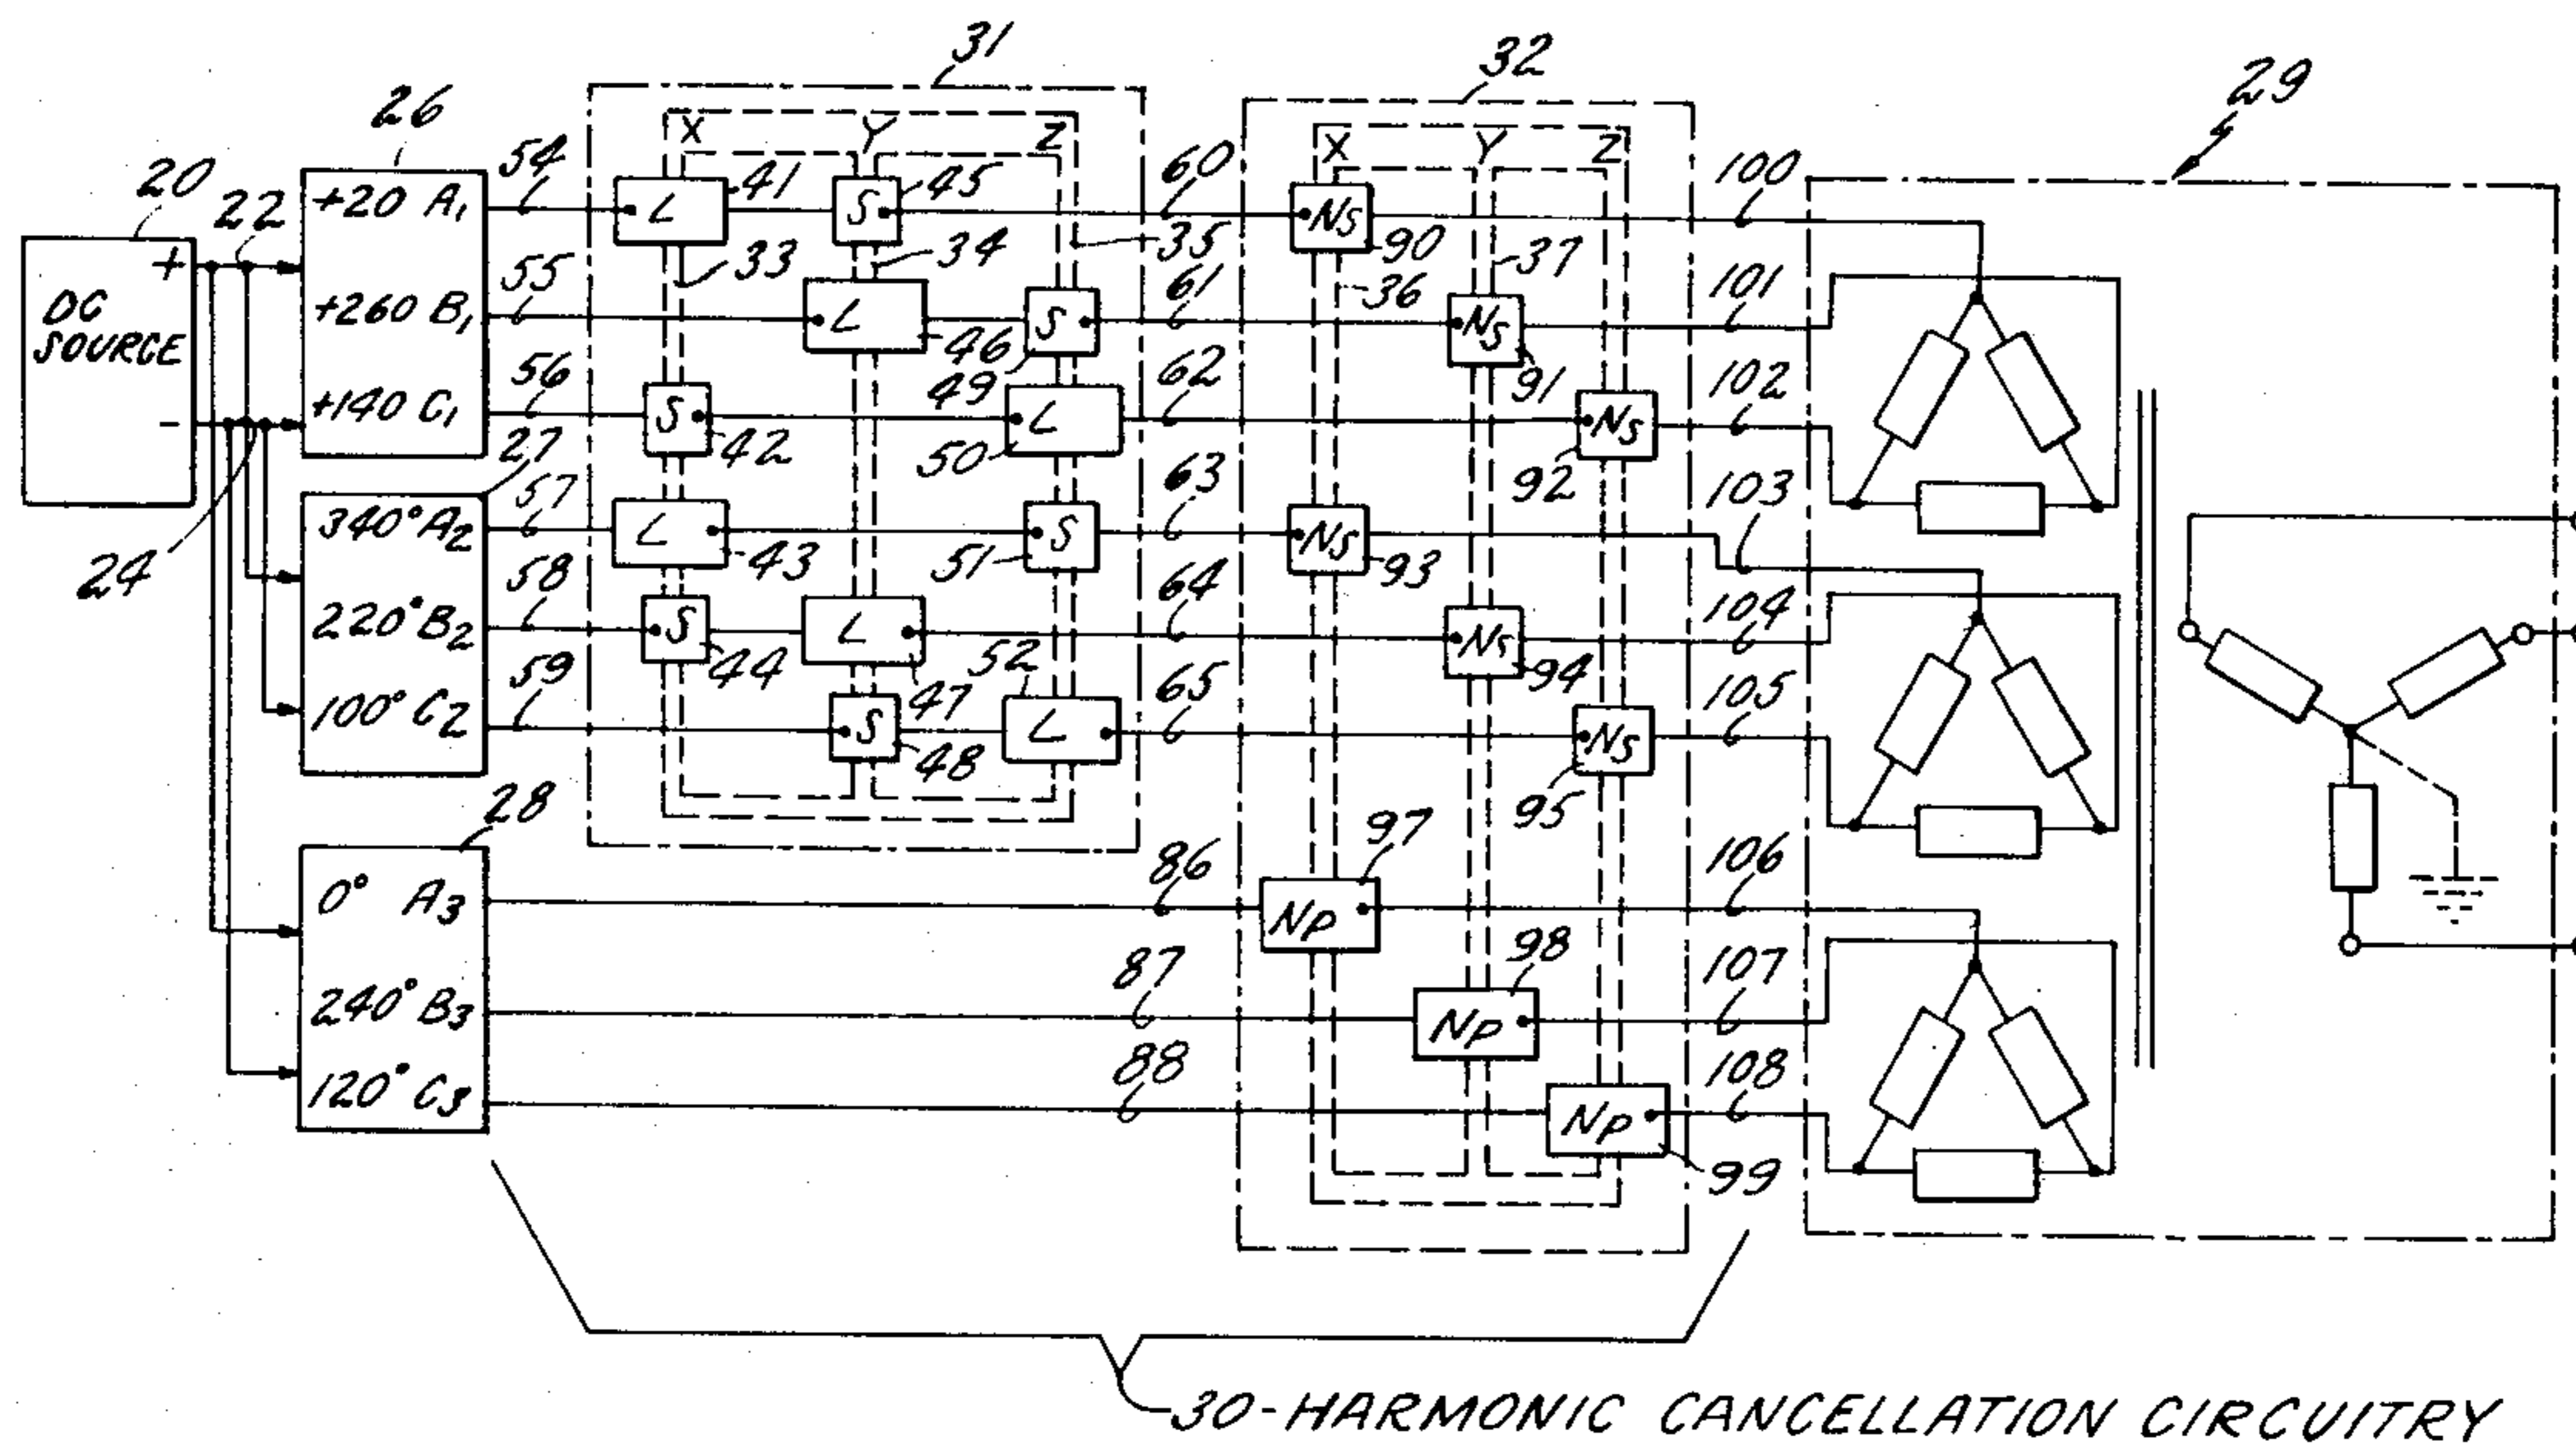 31
32
29
26
X Y Z
X Y Z
20
22
54
+20 A1
L
41
S
45
60
NS
90
100
+
33
34
35
36
37
DC
SOURCE
+260 B1
55
L
46
S
49
61
NS
91
101
-
+140 C1
56
S
42
L
50
62
NS
92
102
27
24
340° A2
57
L
43
S
51
63
NS
93
103
220° B2
58
S
44
L
47
64
NS
94
104
100° C2
59
S
48
L
52
65
NS
95
105
28
0° A3
86
NP
97
106
240° B3
87
NP
98
107
120° C3
88
NP
99
108
30-HARMONIC CANCELLATION CIRCUITRY